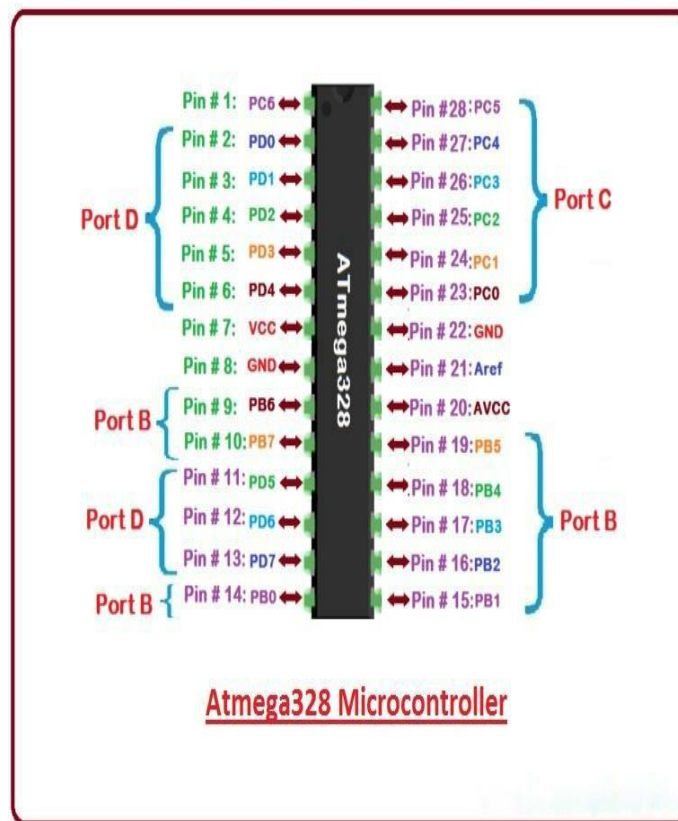 Pin # 1: PC6
Pin # 2: PD0
Pin # 3: PD1
Pin # 4: PD2
Pin # 5: PD3
Pin # 6: PD4
Port D
Pin # 7: VCC
Pin # 8: GND
Pin # 9: PB6
Pin # 10: PB7
Port B
Pin # 11: PD5
Pin # 12: PD6
Pin # 13: PD7
Port D
Pin # 14: PB0
Port B
ATmega328
Pin #28: PC5
Pin # 27: PC4
Pin # 26: PC3
Pin # 25: PC2
Pin # 24: PC1
Pin # 23: PC0
Port C
Pin # 22: GND
Pin # 21: Aref
Pin # 20: AVCC
Pin # 19: PB5
Pin # 18: PB4
Pin # 17: PB3
Pin # 16: PB2
Pin # 15: PB1
Port B
Atmega328 Microcontroller